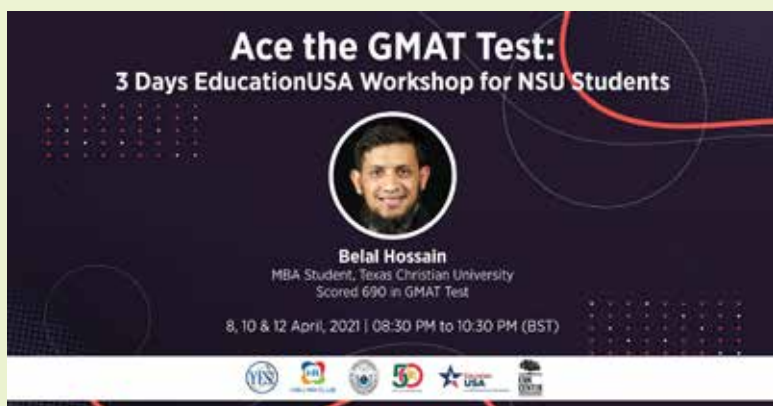 Ace the GMAT Test:
3 Days EducationUSA Workshop for NSU Students
Belal Hossain
MBA Student, Texas Christian University
Scored 690 in GMAT Test
8, 10 & 12 April, 2021 | 08:30 PM to 10:30 PM (BST)
YES!
HR
50
USA